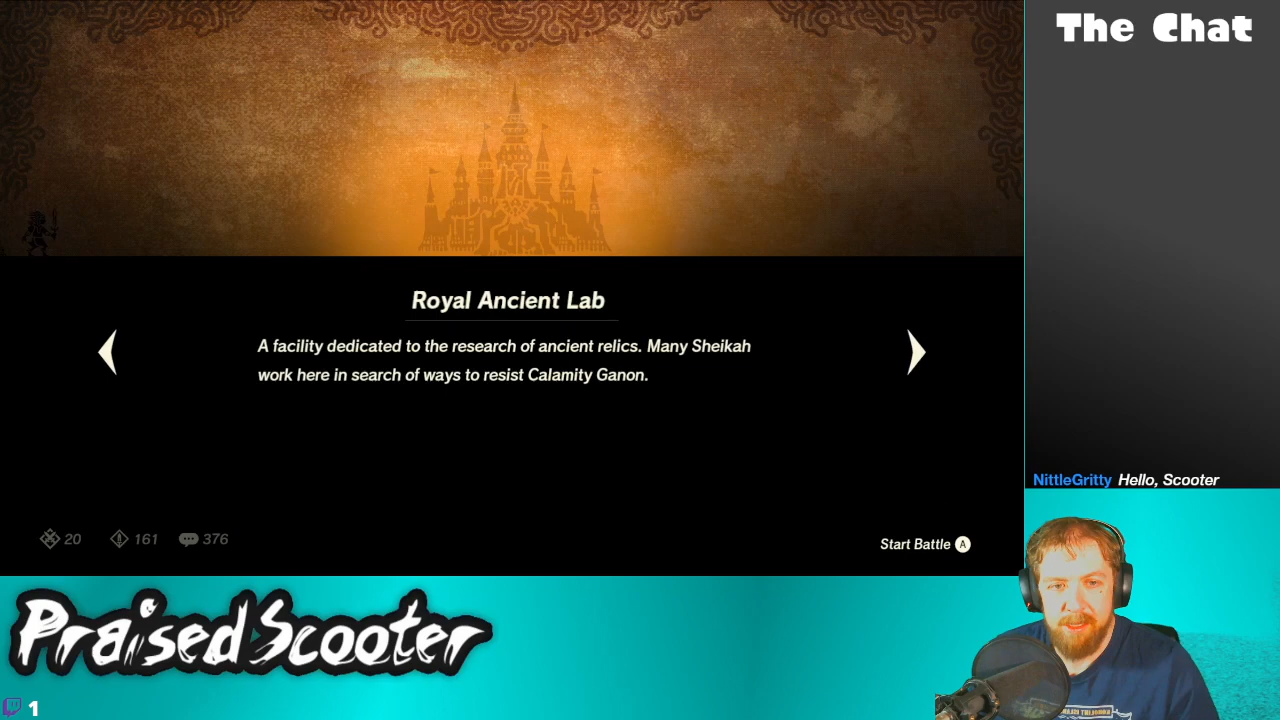 The Chat
Royal Ancient Lab
A facility dedicated to the research of ancient relics. Many Sheikah
work here in search of ways to resist Calamity Ganon.
NittleGritty Hello, Scooter
20 161 376
Start Battle A
PraisedScooter
1